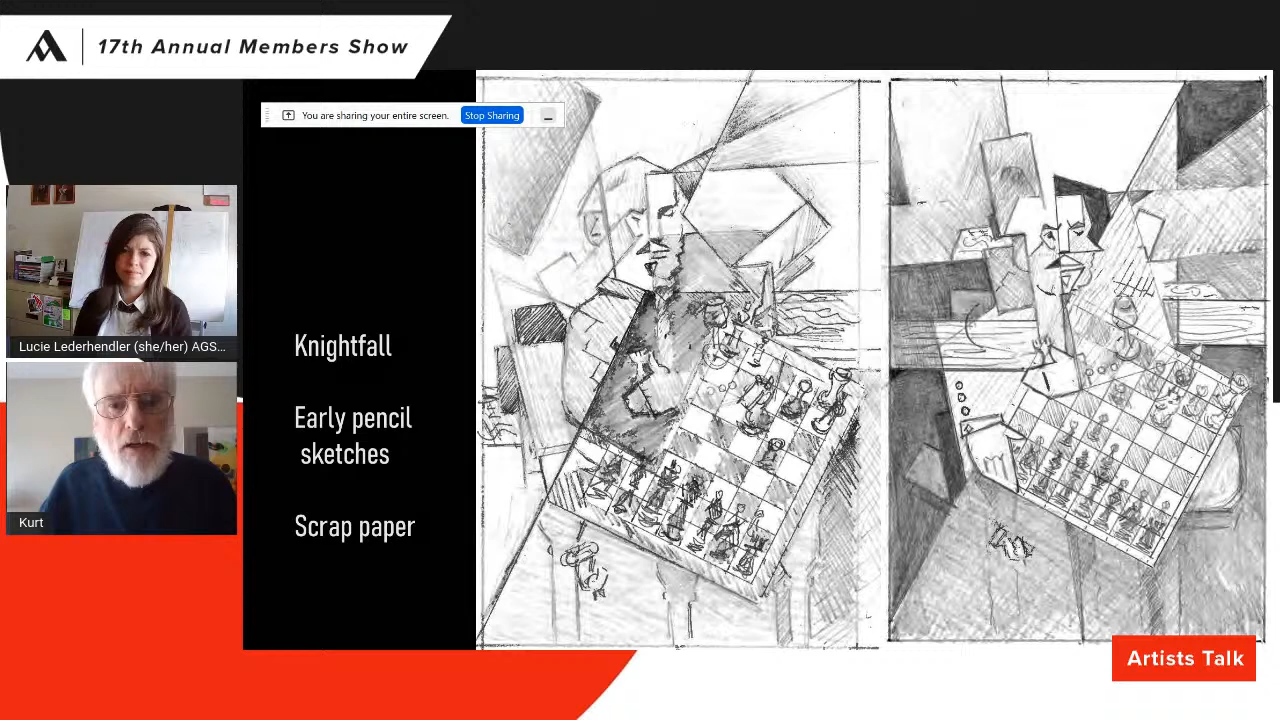 17th Annual Members Show
You are sharing your entire screen.
Stop Sharing
Lucie Lederhendler (she/her) AGS...
Kurt
Knightfall
Early pencil
sketches
Scrap paper
Artists Talk